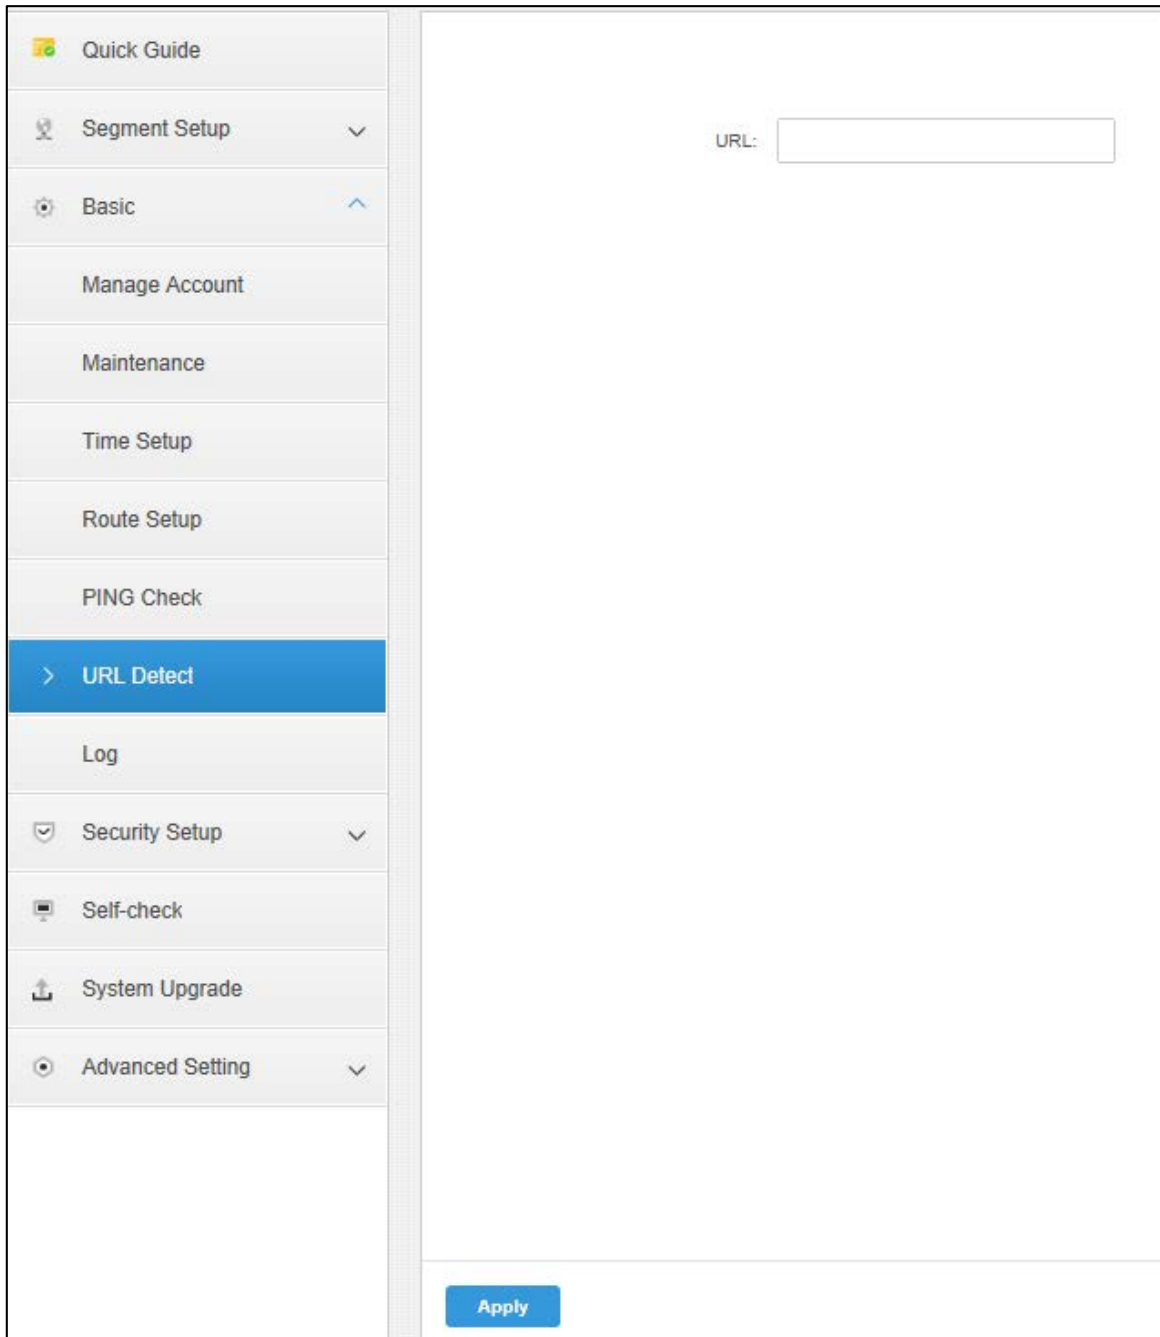 Quick Guide
Segment Setup
Basic
Manage Account
Maintenance
Time Setup
Route Setup
PING Check
URL Detect
Log
Security Setup
Self-check
System Upgrade
Advanced Setting
URL:
Apply